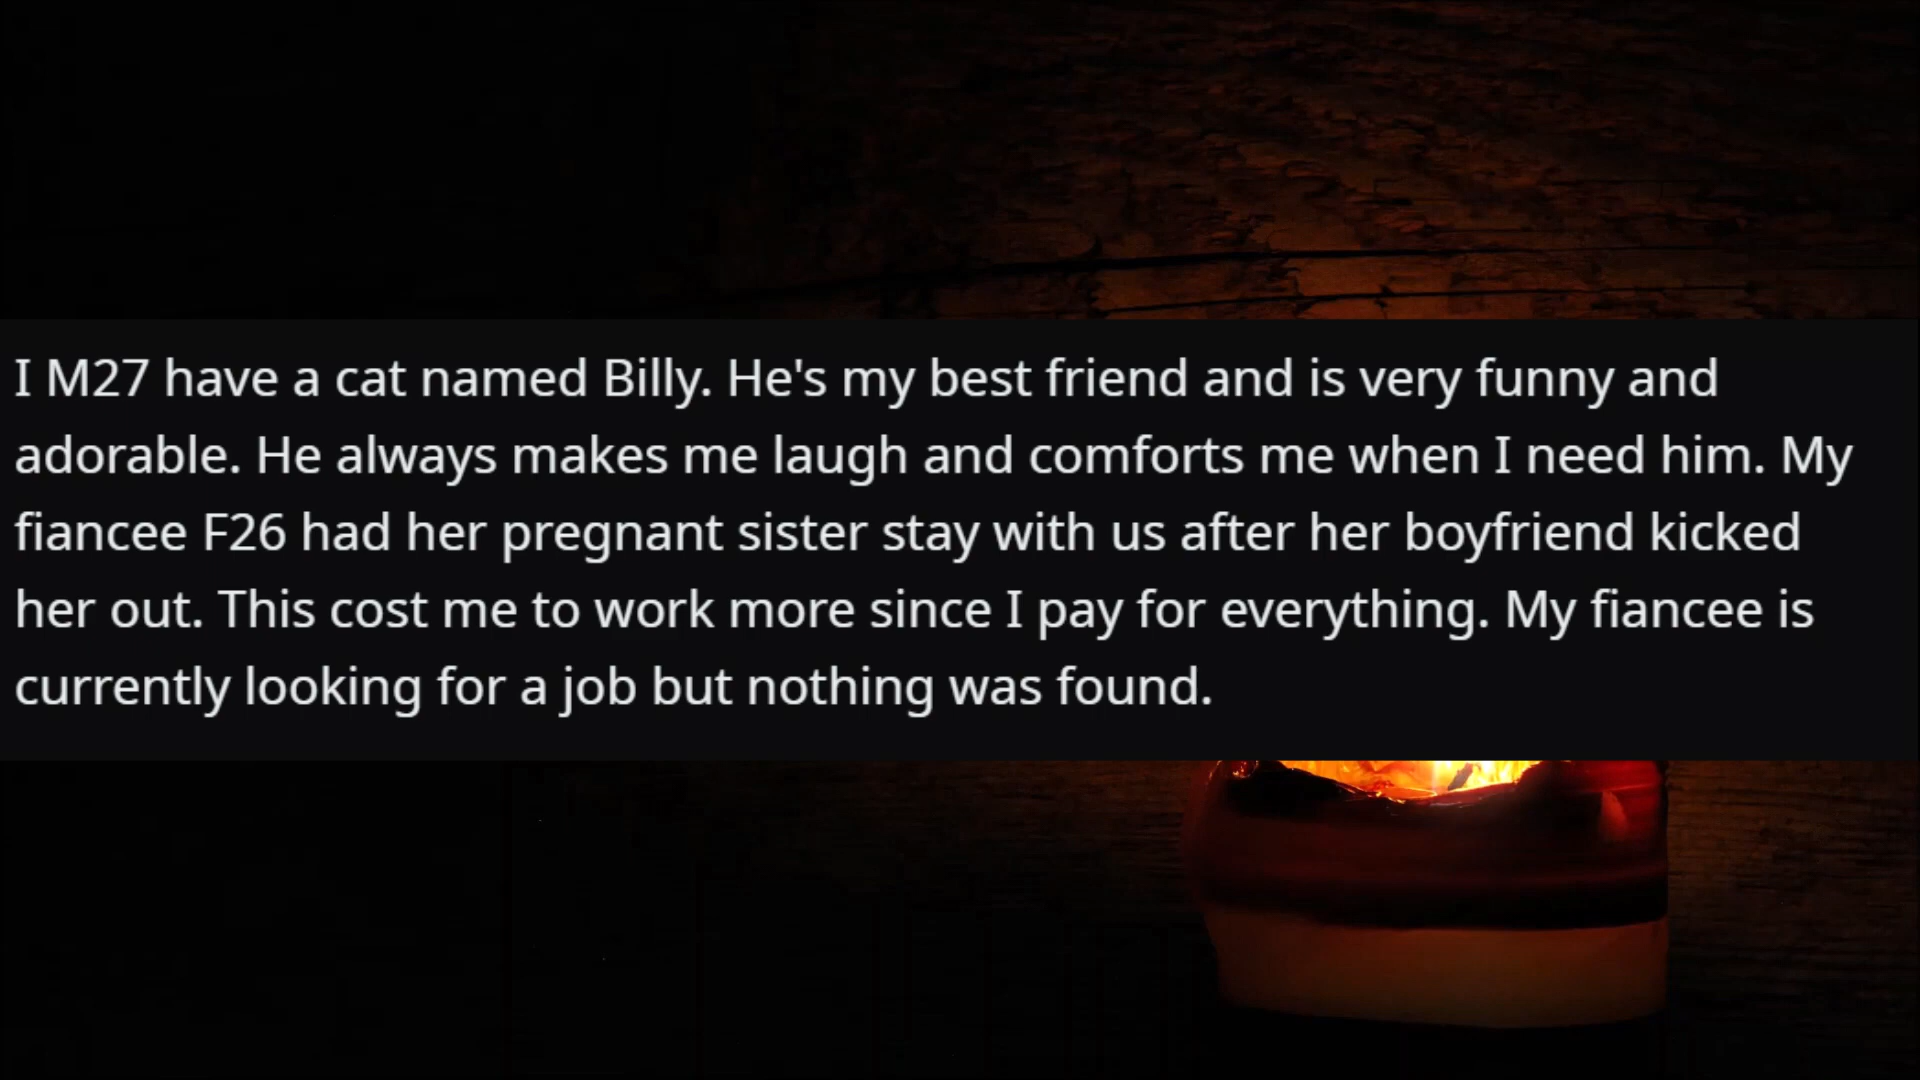 I M27 have a cat named Billy. He's my best friend and is very funny and
adorable. He always makes me laugh and comforts me when I need him. My
fiancee F26 had her pregnant sister stay with us after her boyfriend kicked
her out. This cost me to work more since I pay for everything. My fiancee is
currently looking for a job but nothing was found.